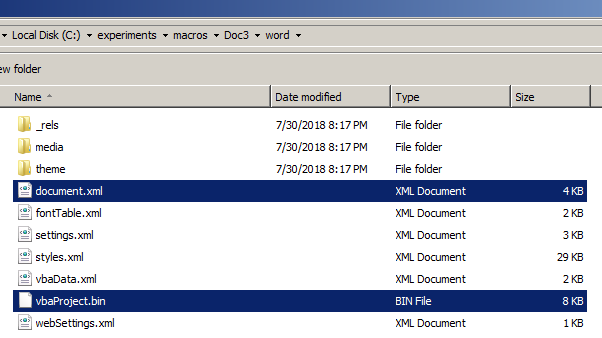 Local Disk (C:) experiments macros Doc3 word
ew folder
Name Date modified Type Size
_rels 7/30/2018 8:17 PM File folder
media 7/30/2018 8:17 PM File folder
theme 7/30/2018 8:17 PM File folder
document.xml XML Document 4 KB
fontTable.xml XML Document 2 KB
settings.xml XML Document 3 KB
styles.xml XML Document 29 KB
vbaData.xml XML Document 2 KB
vbaProject.bin BIN File 8 KB
webSettings.xml XML Document 1 KB